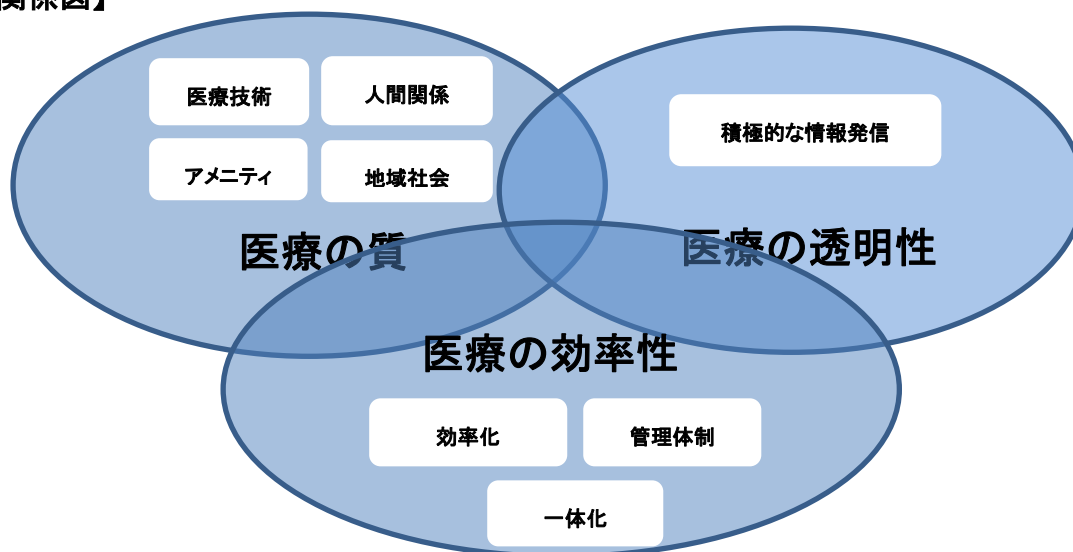 関係図】
医療技術
人間関係
アメニティ
地域社会
医療の質
積極的な情報発信
医療の透明性
医療の効率性
効率化
管理体制
一体化